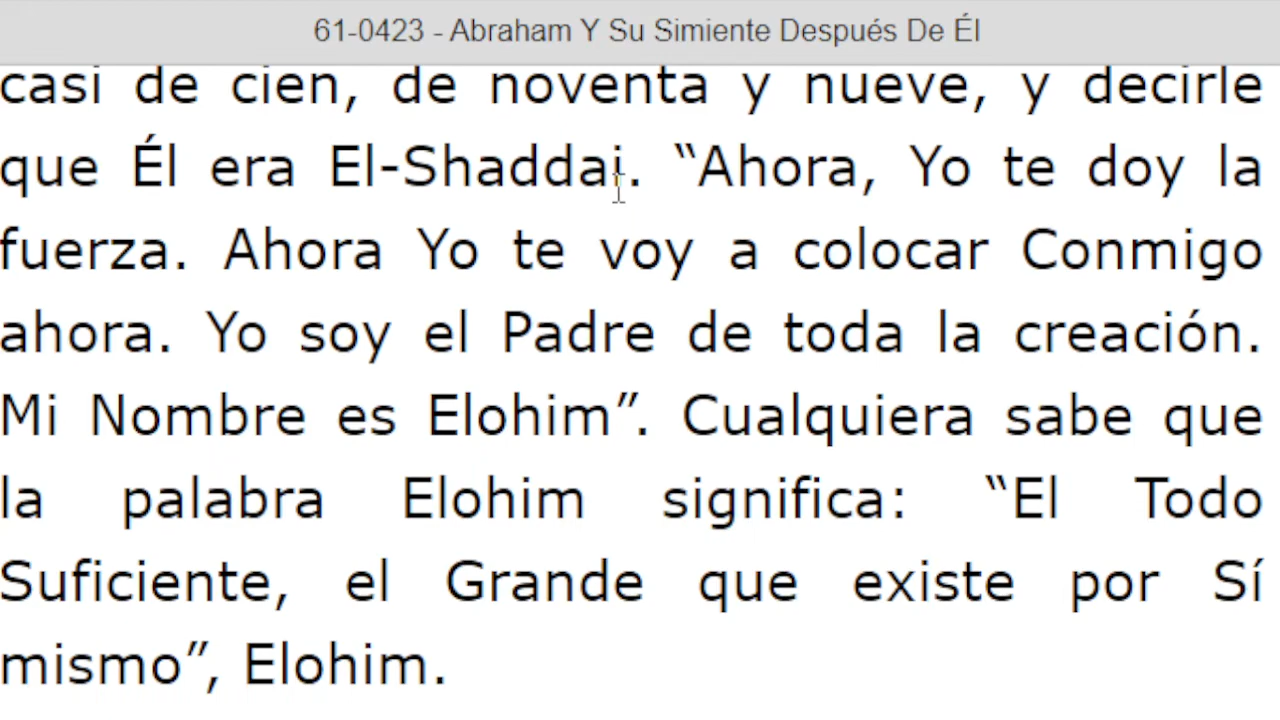 61-0423 - Abraham Y Su Simiente Después De Él
casi de cien, de noventa y nueve, y decirle
que Él era El-Shaddai. “Ahora, Yo te doy la
fuerza. Ahora Yo te voy a colocar Conmigo
ahora. Yo soy el Padre de toda la creación.
Mi Nombre es Elohim”. Cualquiera sabe que
la palabra Elohim significa: “El Todo
Suficiente, el Grande que existe por Sí
mismo”, Elohim.